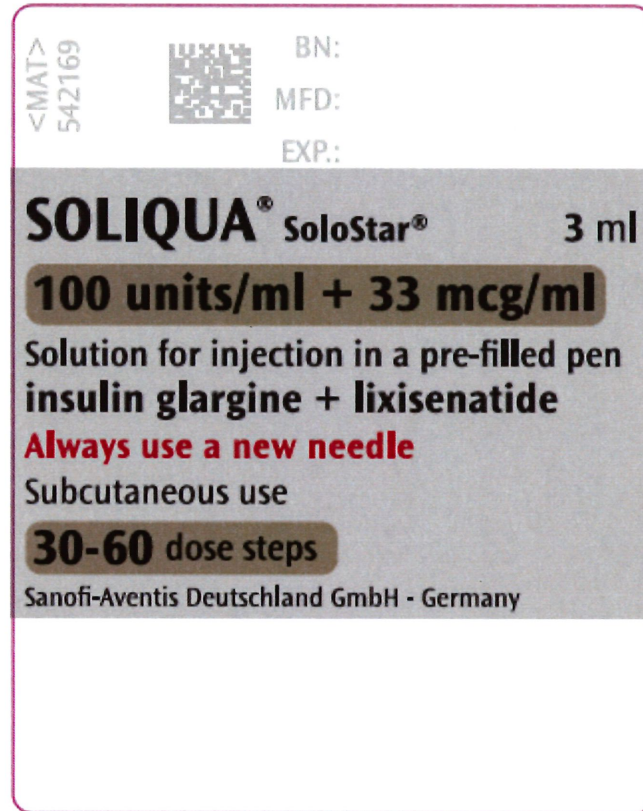 <MAT>
542169
BN:
MFD:
EXP.:
SOLIQUA® SoloStar® 3 ml
100 units/ml + 33 mcg/ml
Solution for injection in a pre-filled pen
insulin glargine + lixisenatide
Always use a new needle
Subcutaneous use
30-60 dose steps
Sanofi-Aventis Deutschland GmbH - Germany